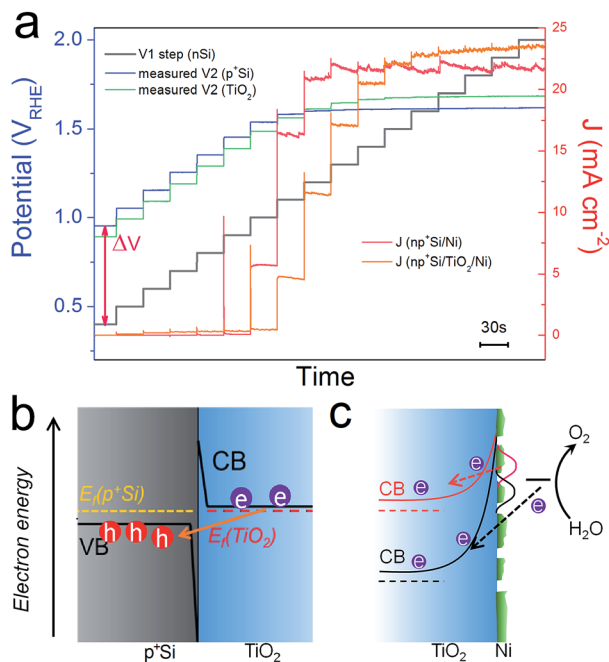 a
2.0
1.5
1.0
0.5
Potential (V_RHE)
V1 step (nSi)
measured V2 (p⁺Si)
measured V2 (TiO₂)
ΔV
J (np⁺Si/Ni)
J (np⁺Si/TiO₂/Ni)
30s
25
20
15
10
5
0
J (mA cm⁻²)
Time
b
Electron energy
CB
E_f(p⁺Si)
e e
h h h
E_f(TiO₂)
VB
p⁺Si
TiO₂
c
O₂
e
CB
e
e
e
H₂O
CB
e
TiO₂
Ni